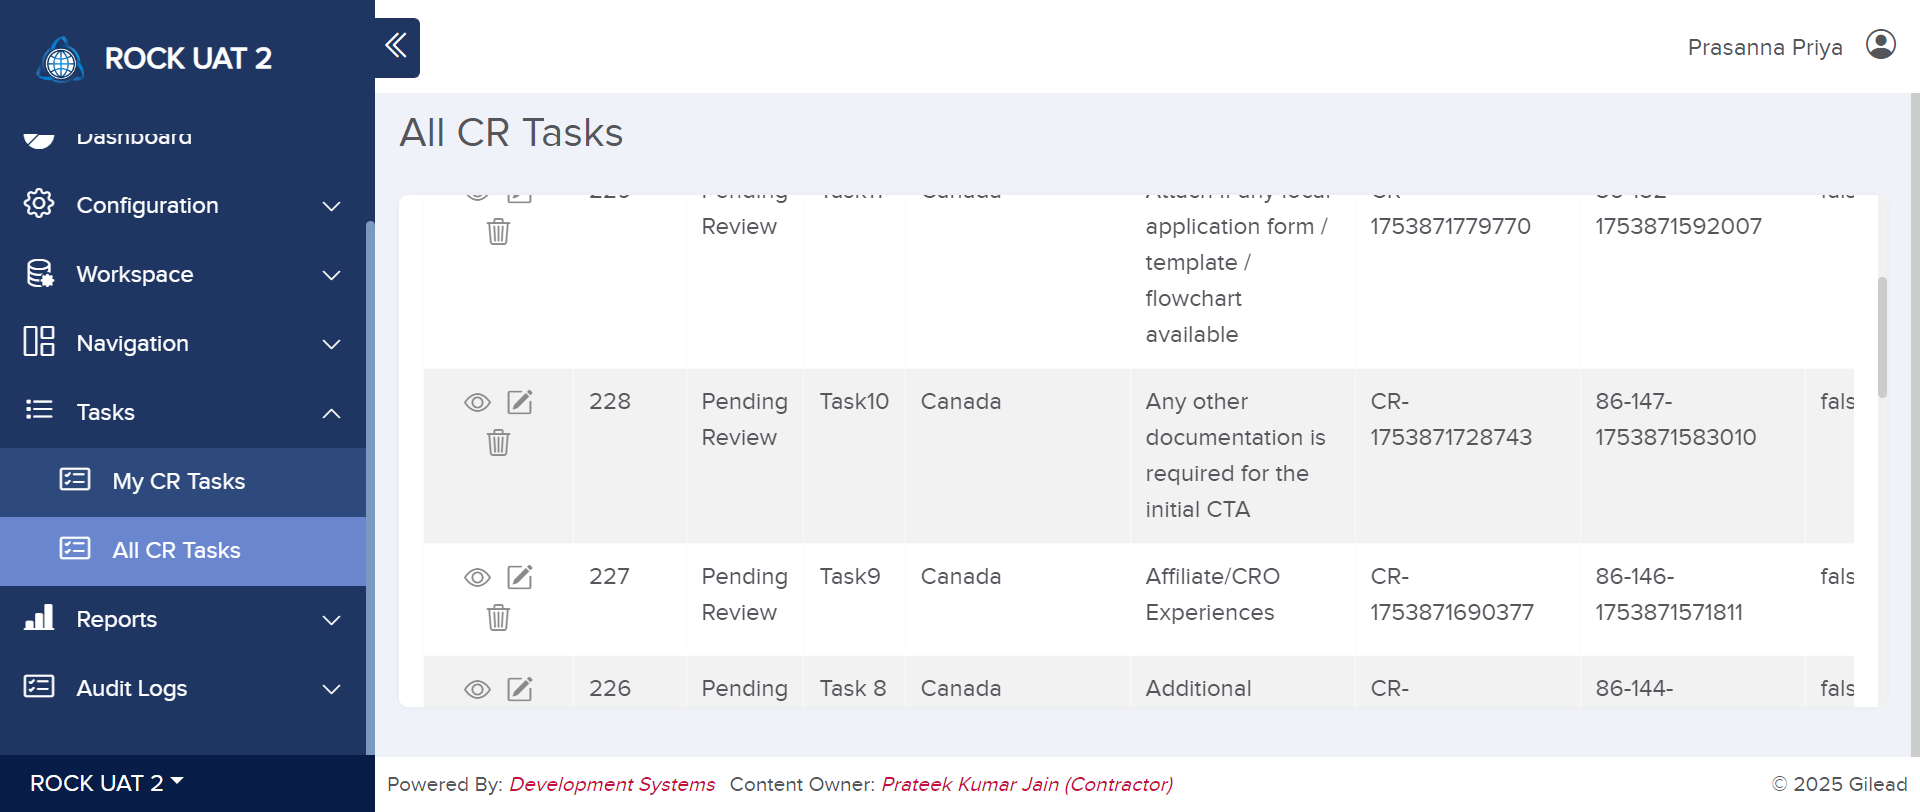 ROCK UAT 2
Prasanna Priya
Dashboard
Configuration
Workspace
Navigation
Tasks
My CR Tasks
All CR Tasks
Reports
Audit Logs
ROCK UAT 2
All CR Tasks
Pending Canada Attach if any local CR-
Review application form / 1753871779770 1753871592007
template /
flowchart
available
228 Pending Task10 Canada Any other CR- 86-147- fals
Review documentation is 1753871728743 1753871583010
required for the
initial CTA
227 Pending Task9 Canada Affiliate/CRO CR- 86-146- fals
Review Experiences 1753871690377 1753871571811
226 Pending Task 8 Canada Additional CR- 86-144- fals
Powered By: Development Systems Content Owner: Prateek Kumar Jain (Contractor)
© 2025 Gilead